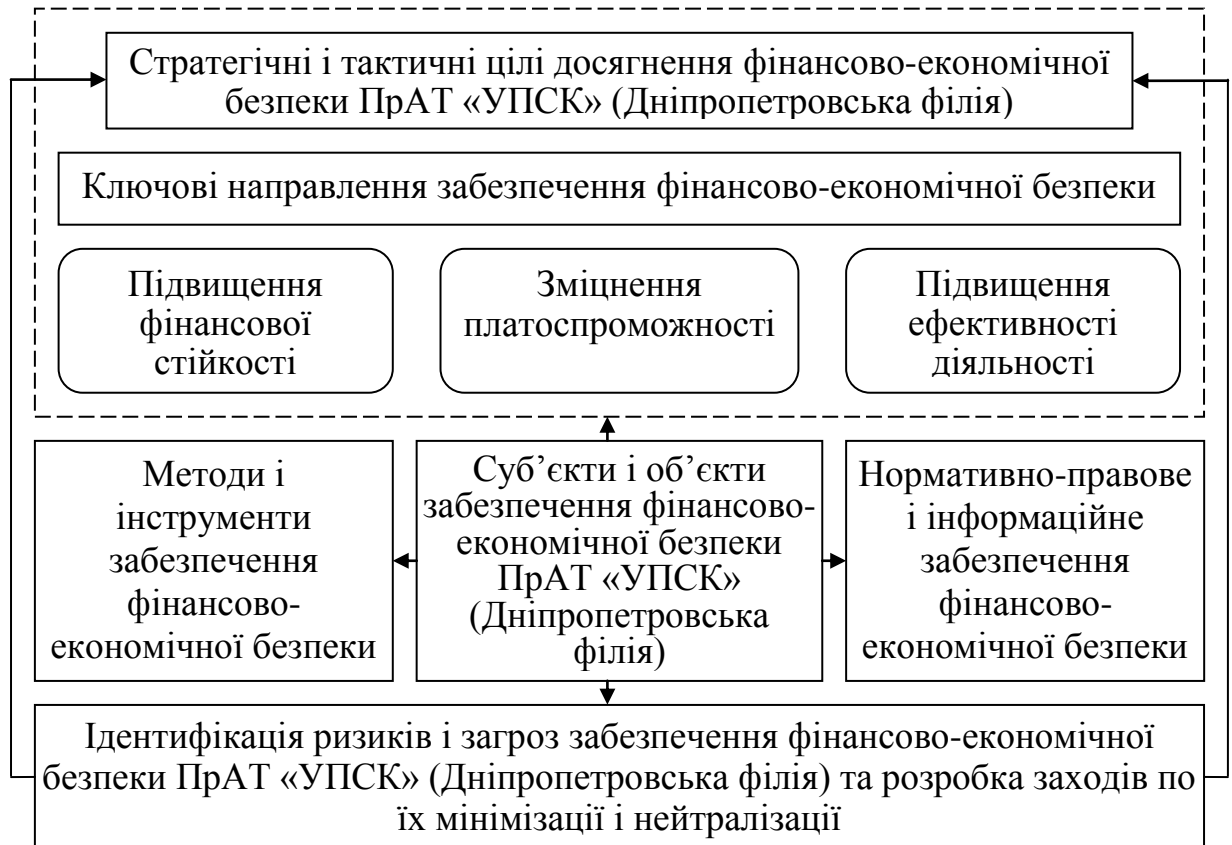 Стратегічні і тактичні цілі досягнення фінансово-економічної
безпеки ПрАТ «УПСК» (Дніпропетровська філія)
Ключові направлення забезпечення фінансово-економічної безпеки
Підвищення
фінансової
стійкості
Зміцнення
платоспроможності
Підвищення
ефективності
діяльності
Методи і
інструменти
забезпечення
фінансово-
економічної безпеки
Суб’єкти і об’єкти
забезпечення фінансово-
економічної безпеки
ПрАТ «УПСК»
(Дніпропетровська
філія)
Нормативно-правове
і інформаційне
забезпечення
фінансово-
економічної безпеки
Ідентифікація ризиків і загроз забезпечення фінансово-економічної
безпеки ПрАТ «УПСК» (Дніпропетровська філія) та розробка заходів по
їх мінімізації і нейтралізації